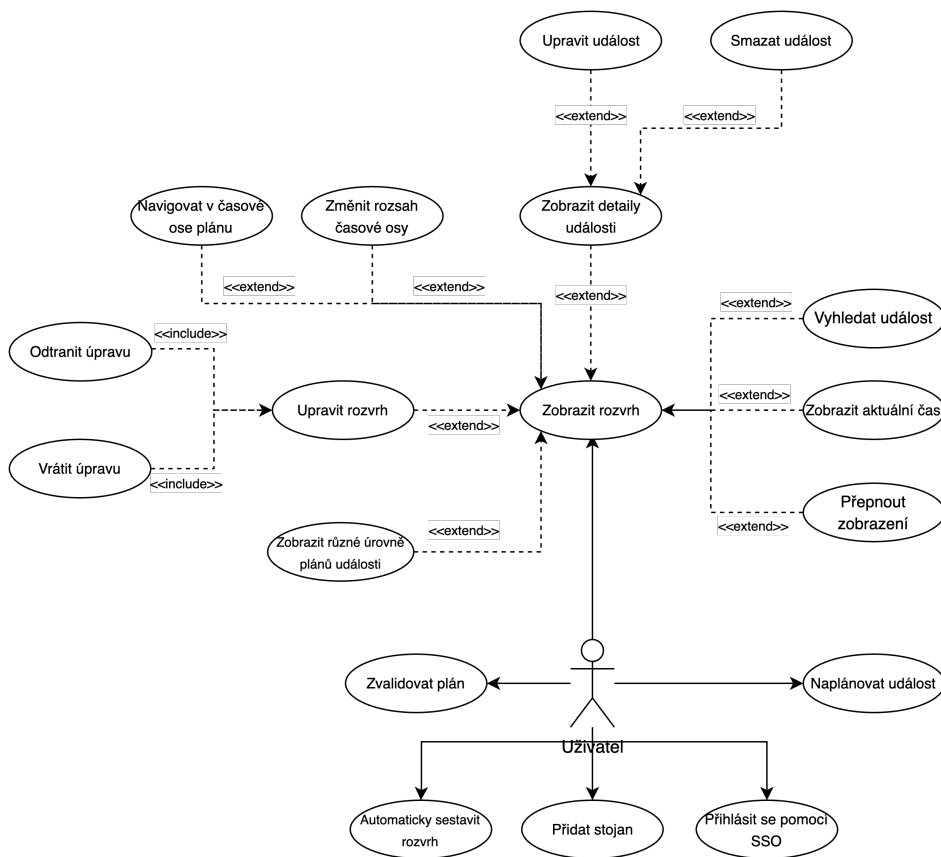 Upravit událost
Smazat událost
<<extend>>
<<extend>>
Navigovat v časové
ose plánu
Změnit rozsah
časové osy
Zobrazit detaily
události
<<extend>>
<<extend>>
<<extend>>
<<extend>>
Vyhledat událost
<<include>>
Odtranit úpravu
Upravit rozvrh
<<extend>>
Zobrazit rozvrh
<<extend>>
Zobrazit aktuální čas
Vrátit úpravu
<<include>>
Zobrazit různé úrovně
plánů události
<<extend>>
<<extend>>
Přepnout
zobrazení
Zvalidovat plán
Naplánovat událost
Uživatel
Automaticky sestavit
rozvrh
Přidat stojan
Přihlásit se pomocí
SSO